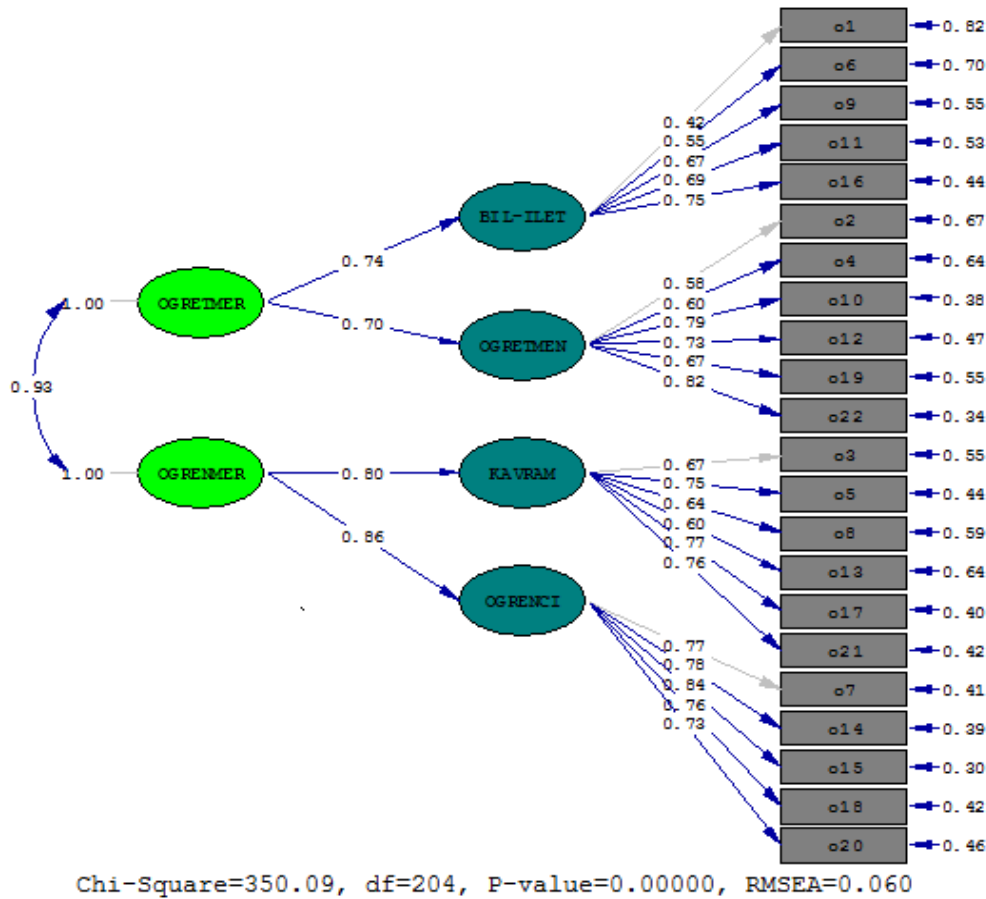 o1 0.82
o6 0.70
o9 0.55
0.42
0.55
o11 0.53
0.67
0.69
o16 0.44
0.75
BIL-ILET
o2 0.67
0.74
o4 0.64
0.58
1.00 OGRETMER
0.60
o10 0.38
0.79
0.70
0.73
o12 0.47
OGRETMEN
0.67
o19 0.55
0.82
0.93
o22 0.34
o3 0.55
0.67
1.00 OGRENMER
0.80
KAVRAM
0.75
o5 0.44
0.64
0.60
o8 0.59
0.86
0.77
0.76
o13 0.64
OGRENCI
o17 0.40
0.77
o21 0.42
0.78
0.84
o7 0.41
0.76
0.73
o14 0.39
o15 0.30
o18 0.42
o20 0.46
Chi-Square=350.09, df=204, P-value=0.00000, RMSEA=0.060